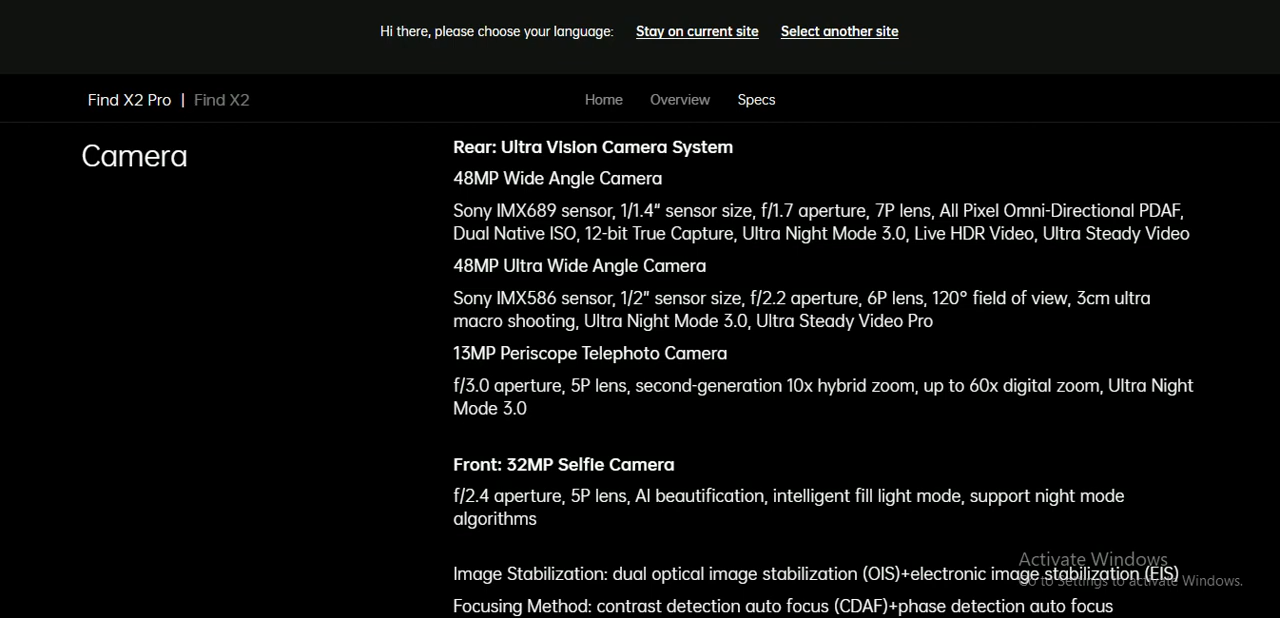 Hi there, please choose your language: Stay on current site Select another site
Find X2 Pro | Find X2 Home Overview Specs
Camera
Rear: Ultra Vision Camera System
48MP Wide Angle Camera
Sony IMX689 sensor, 1/1.4" sensor size, f/1.7 aperture, 7P lens, All Pixel Omni-Directional PDAF,
Dual Native ISO, 12-bit True Capture, Ultra Night Mode 3.0, Live HDR Video, Ultra Steady Video
48MP Ultra Wide Angle Camera
Sony IMX586 sensor, 1/2" sensor size, f/2.2 aperture, 6P lens, 120° field of view, 3cm ultra
macro shooting, Ultra Night Mode 3.0, Ultra Steady Video Pro
13MP Periscope Telephoto Camera
f/3.0 aperture, 5P lens, second-generation 10x hybrid zoom, up to 60x digital zoom, Ultra Night
Mode 3.0
Front: 32MP Selfie Camera
f/2.4 aperture, 5P lens, AI beautification, intelligent fill light mode, support night mode
algorithms
Activate Windows
Image Stabilization: dual optical image stabilization (OIS)+electronic image stabilization (EIS)
Go to Settings to activate Windows.
Focusing Method: contrast detection auto focus (CDAF)+phase detection auto focus